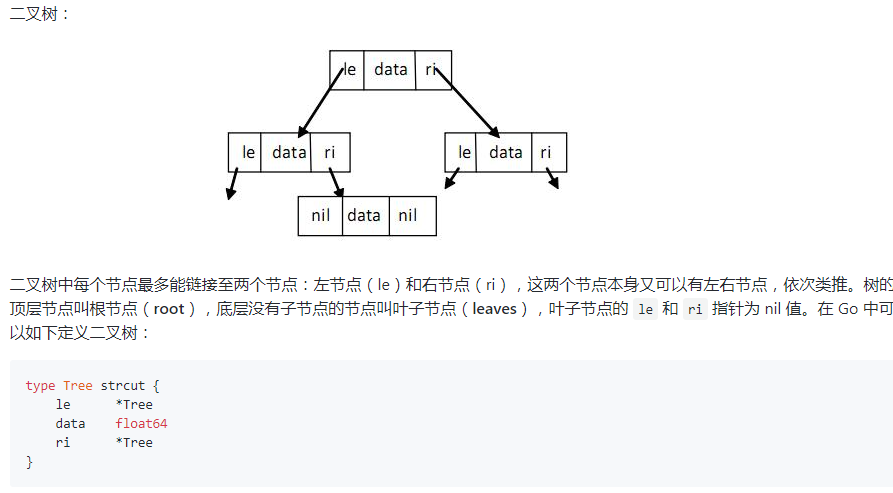 二叉树：
le data ri
le data ri le data ri
nil data nil
二叉树中每个节点最多能链接至两个节点：左节点（le）和右节点（ri），这两个节点本身又可以有左右节点，依次类推。树的
顶层节点叫根节点（root），底层没有子节点的节点叫叶子节点（leaves），叶子节点的 le 和 ri 指针为 nil 值。在 Go 中可
以如下定义二叉树：
type Tree strcut {
le *Tree
data float64
ri *Tree
}